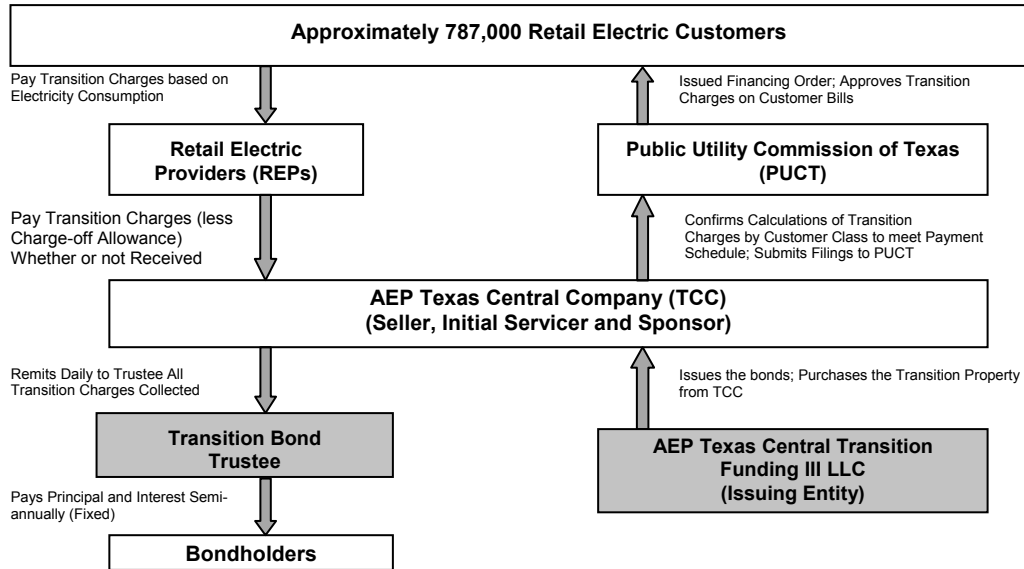 Approximately 787,000 Retail Electric Customers
Pay Transition Charges based on
Electricity Consumption
Issued Financing Order; Approves Transition
Charges on Customer Bills
Retail Electric
Providers (REPs)
Public Utility Commission of Texas
(PUCT)
Pay Transition Charges (less
Charge-off Allowance)
Whether or not Received
Confirms Calculations of Transition
Charges by Customer Class to meet Payment
Schedule; Submits Filings to PUCT
AEP Texas Central Company (TCC)
(Seller, Initial Servicer and Sponsor)
Remits Daily to Trustee All
Transition Charges Collected
Issues the bonds; Purchases the Transition Property
from TCC
Transition Bond
Trustee
AEP Texas Central Transition
Funding III LLC
(Issuing Entity)
Pays Principal and Interest Semi-
annually (Fixed)
Bondholders